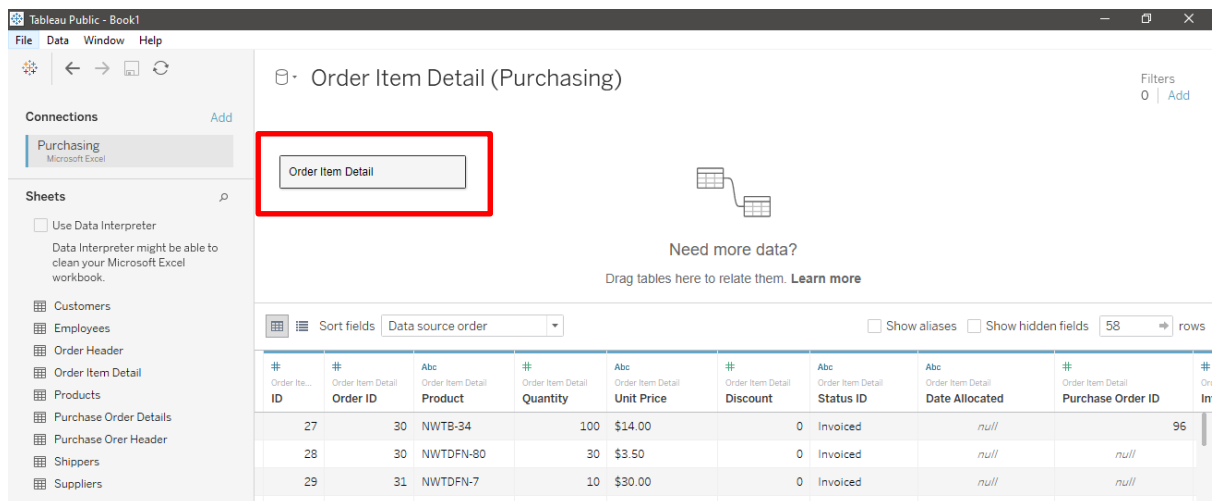 Tableau Public - Book1
File Data Window Help
Order Item Detail (Purchasing)
Filters
0 Add
Connections Add
Purchasing
Microsoft Excel
Order Item Detail
Sheets
Use Data Interpreter
Data Interpreter might be able to
clean your Microsoft Excel
workbook.
Need more data?
Drag tables here to relate them. Learn more
Customers
Employees
Order Header
Order Item Detail
Products
Purchase Order Details
Purchase Orer Header
Shippers
Suppliers
Sort fields Data source order Show aliases Show hidden fields 58 rows
# # Abc # Abc # Abc Abc # #
Order Ite... Order Item Detail Order Item Detail Order Item Detail Order Item Detail Order Item Detail Order Item Detail Order Item Detail Order Item Detail
ID Order ID Product Quantity Unit Price Discount Status ID Date Allocated Purchase Order ID
27 30 NWTB-34 100 $14.00 0 Invoiced null 96
28 30 NWTDFN-80 30 $3.50 0 Invoiced null null
29 31 NWTDFN-7 10 $30.00 0 Invoiced null null